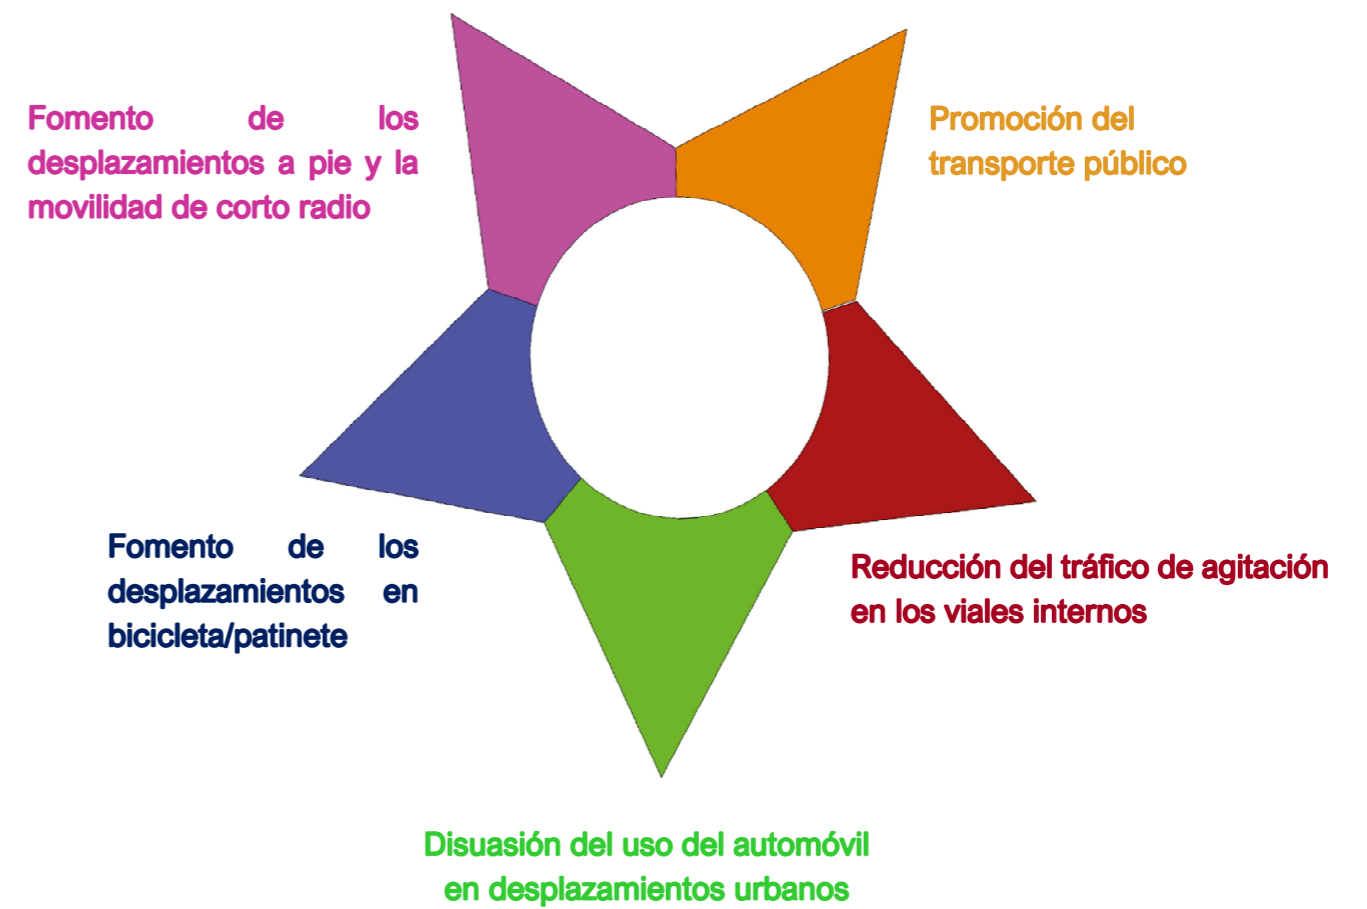 Fomento de los
desplazamientos a pie y la
movilidad de corto radio
Promoción del
transporte público
Fomento de los
desplazamientos en
bicicleta/patinete
Reducción del tráfico de agitación
en los viales internos
Disuasión del uso del automóvil
en desplazamientos urbanos